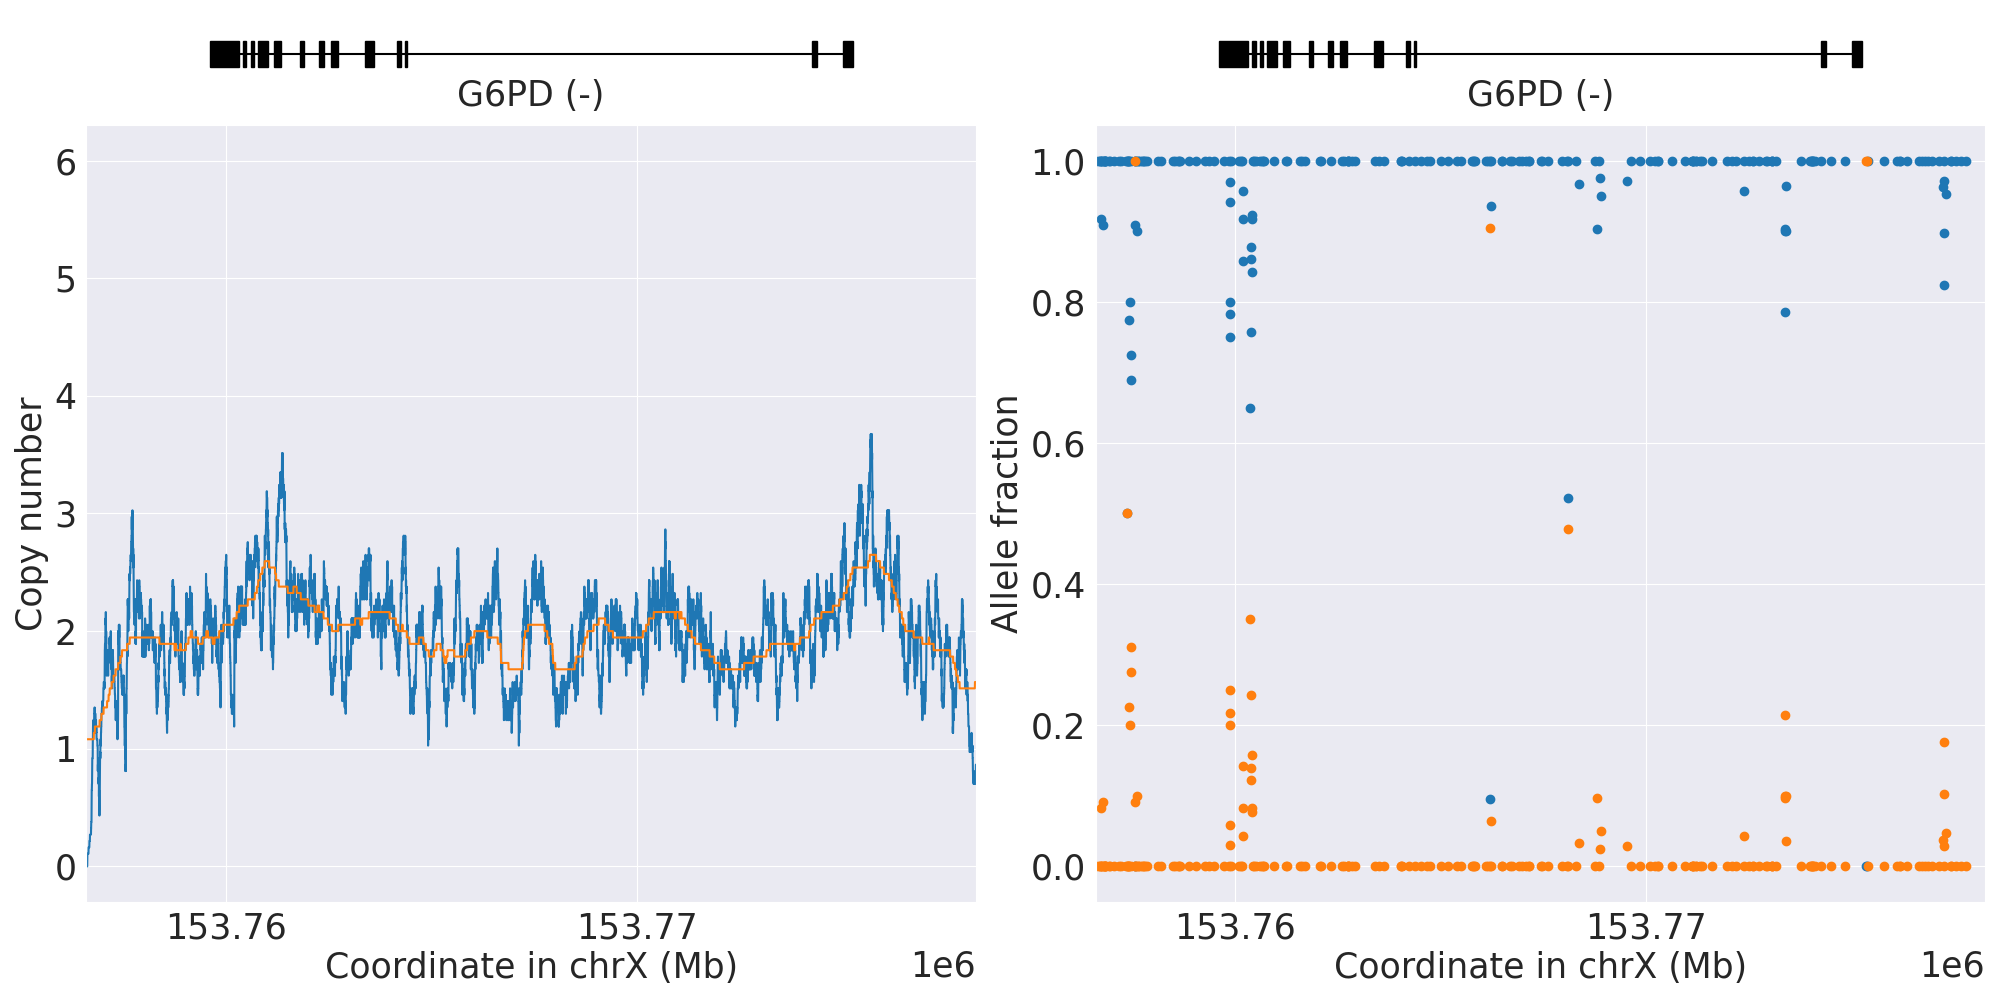 G6PD (-)
G6PD (-)
Copy number
6
5
4
3
2
1
0
153.76
153.77
Coordinate in chrX (Mb)
1e6
Allele fraction
1.0
0.8
0.6
0.4
0.2
0.0
153.76
153.77
Coordinate in chrX (Mb)
1e6